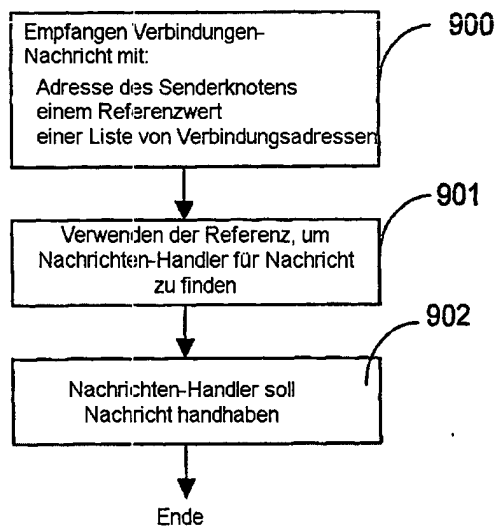 Empfangen Verbindungen-
Nachricht mit:
Adresse des Senderknotens
einem Referenzwert
einer Liste von Verbindungsadressen
900
Verwenden der Referenz, um
Nachrichten-Handler für Nachricht
zu finden
901
Nachrichten-Handler soll
Nachricht handhaben
902
Ende